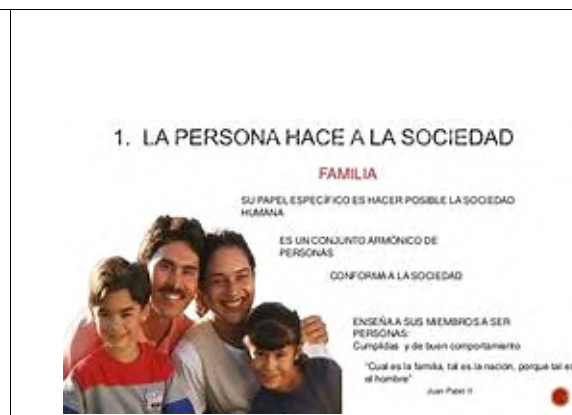 1. LA PERSONA HACE A LA SOCIEDAD
FAMILIA
SU PAPEL ESPECÍFICO ES HACER POSIBLE LA SOCIEDAD
HUMANA
ES UN CONJUNTO ARMÓNICO DE
PERSONAS
CONFORMA A LA SOCIEDAD
ENSEÑA A SUS MIEMBROS A SER
PERSONAS:
Cumplidas y de buen comportamiento
"Cual es la familia, tal es la nación, porque tal es
el hombre"
Juan Pablo II